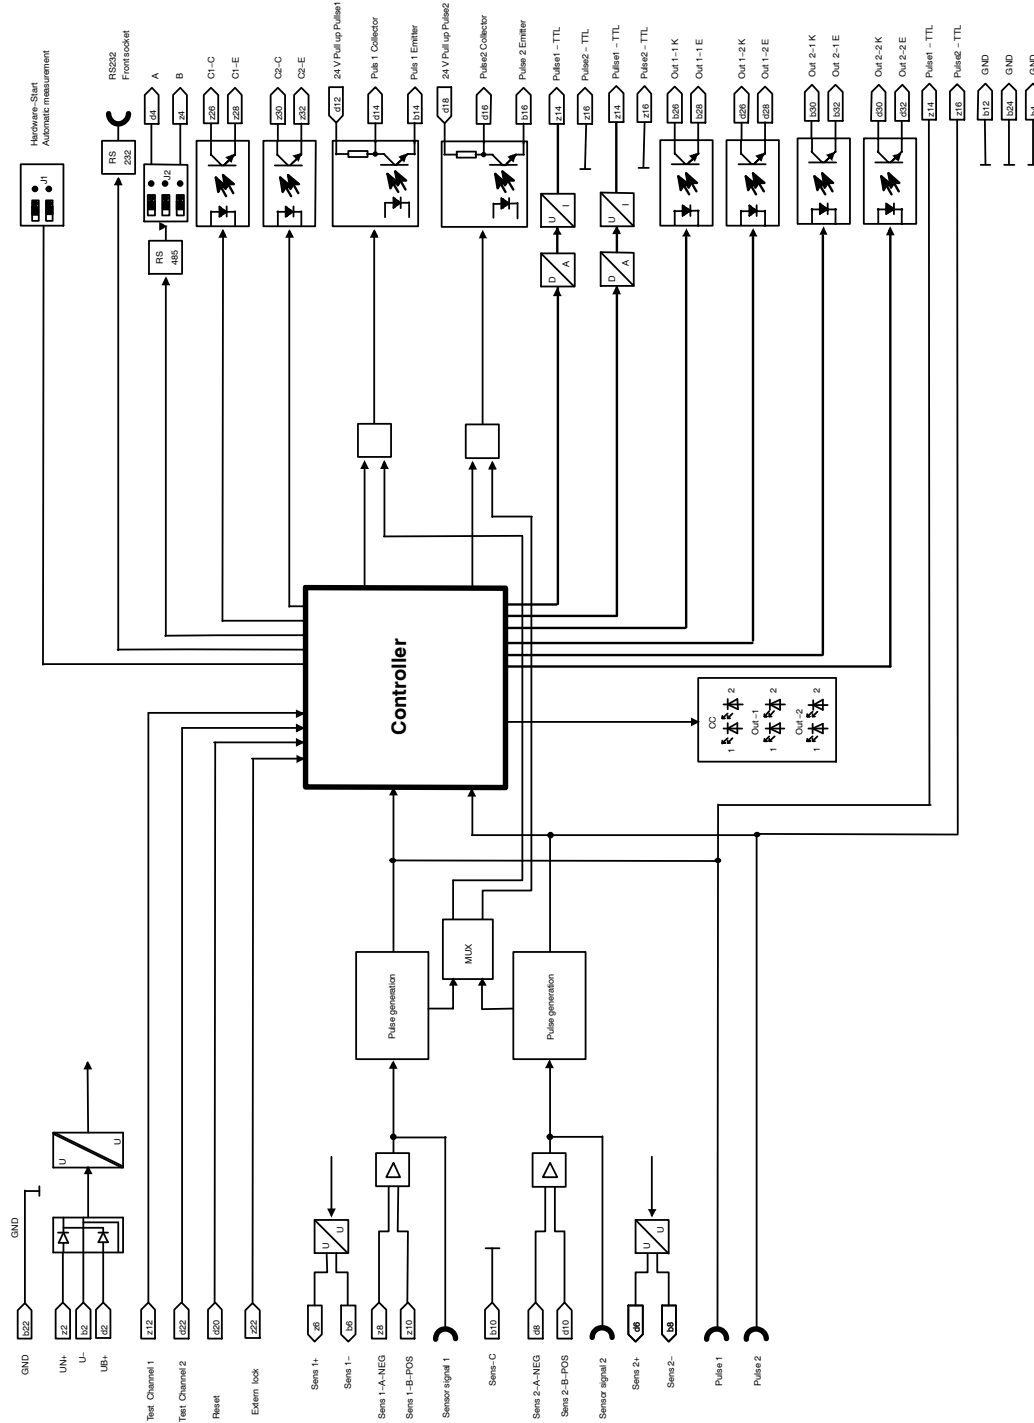 Hardware-Start
Automatic measurement
RS232
Front socket
A
B
C1-C
C1-E
C2-C
C2-E
24 V Pull up Pullse1
Puls 1 Collector
Puls 1 Emitter
24 V Pull up Pulse2
Pulse2 Collector
Pulse 2 Emitter
Pulse1 - TTL
Pulse2 - TTL
Pullse1 - TTL
Pulse2 - TTL
Out 1-1 K
Out 1-1 E
Out 1-2 K
Out 1-2 E
Out 2-1 K
Out 2-1 E
Out 2-2 K
Out 2-2 E
Pulse1 - TTL
Pulse2 - TTL
GND
GND
GND
d4
z4
z26
z28
z30
z32
d12
d14
b14
d18
d16
b16
z14
z16
z14
z16
b26
b28
d26
d28
b30
b32
d30
d32
z14
z16
b12
b24
J1
RS
232
J2
RS
485
U
I
U
I
D
A
D
A
Controller
CC
1
2
Out-1
1
2
Out-2
1
2
MUX
Pulse generation
Pulse generation
U
U
U
U
U
U
GND
b22
z2
b2
d2
z12
d22
d20
z22
z6
b6
z8
z10
b10
d8
d10
d6
b8
GND
UN+
U-
UB+
Test Channel 1
Test Channel 2
Reset
Extern lock
Sens 1+
Sens 1-
Sens 1-A-NEG
Sens 1-B-POS
Sensor signal 1
Sens-C
Sens 2-A-NEG
Sens 2-B-POS
Sensor signal 2
Sens 2+
Sens 2-
Pulse 1
Pulse 2